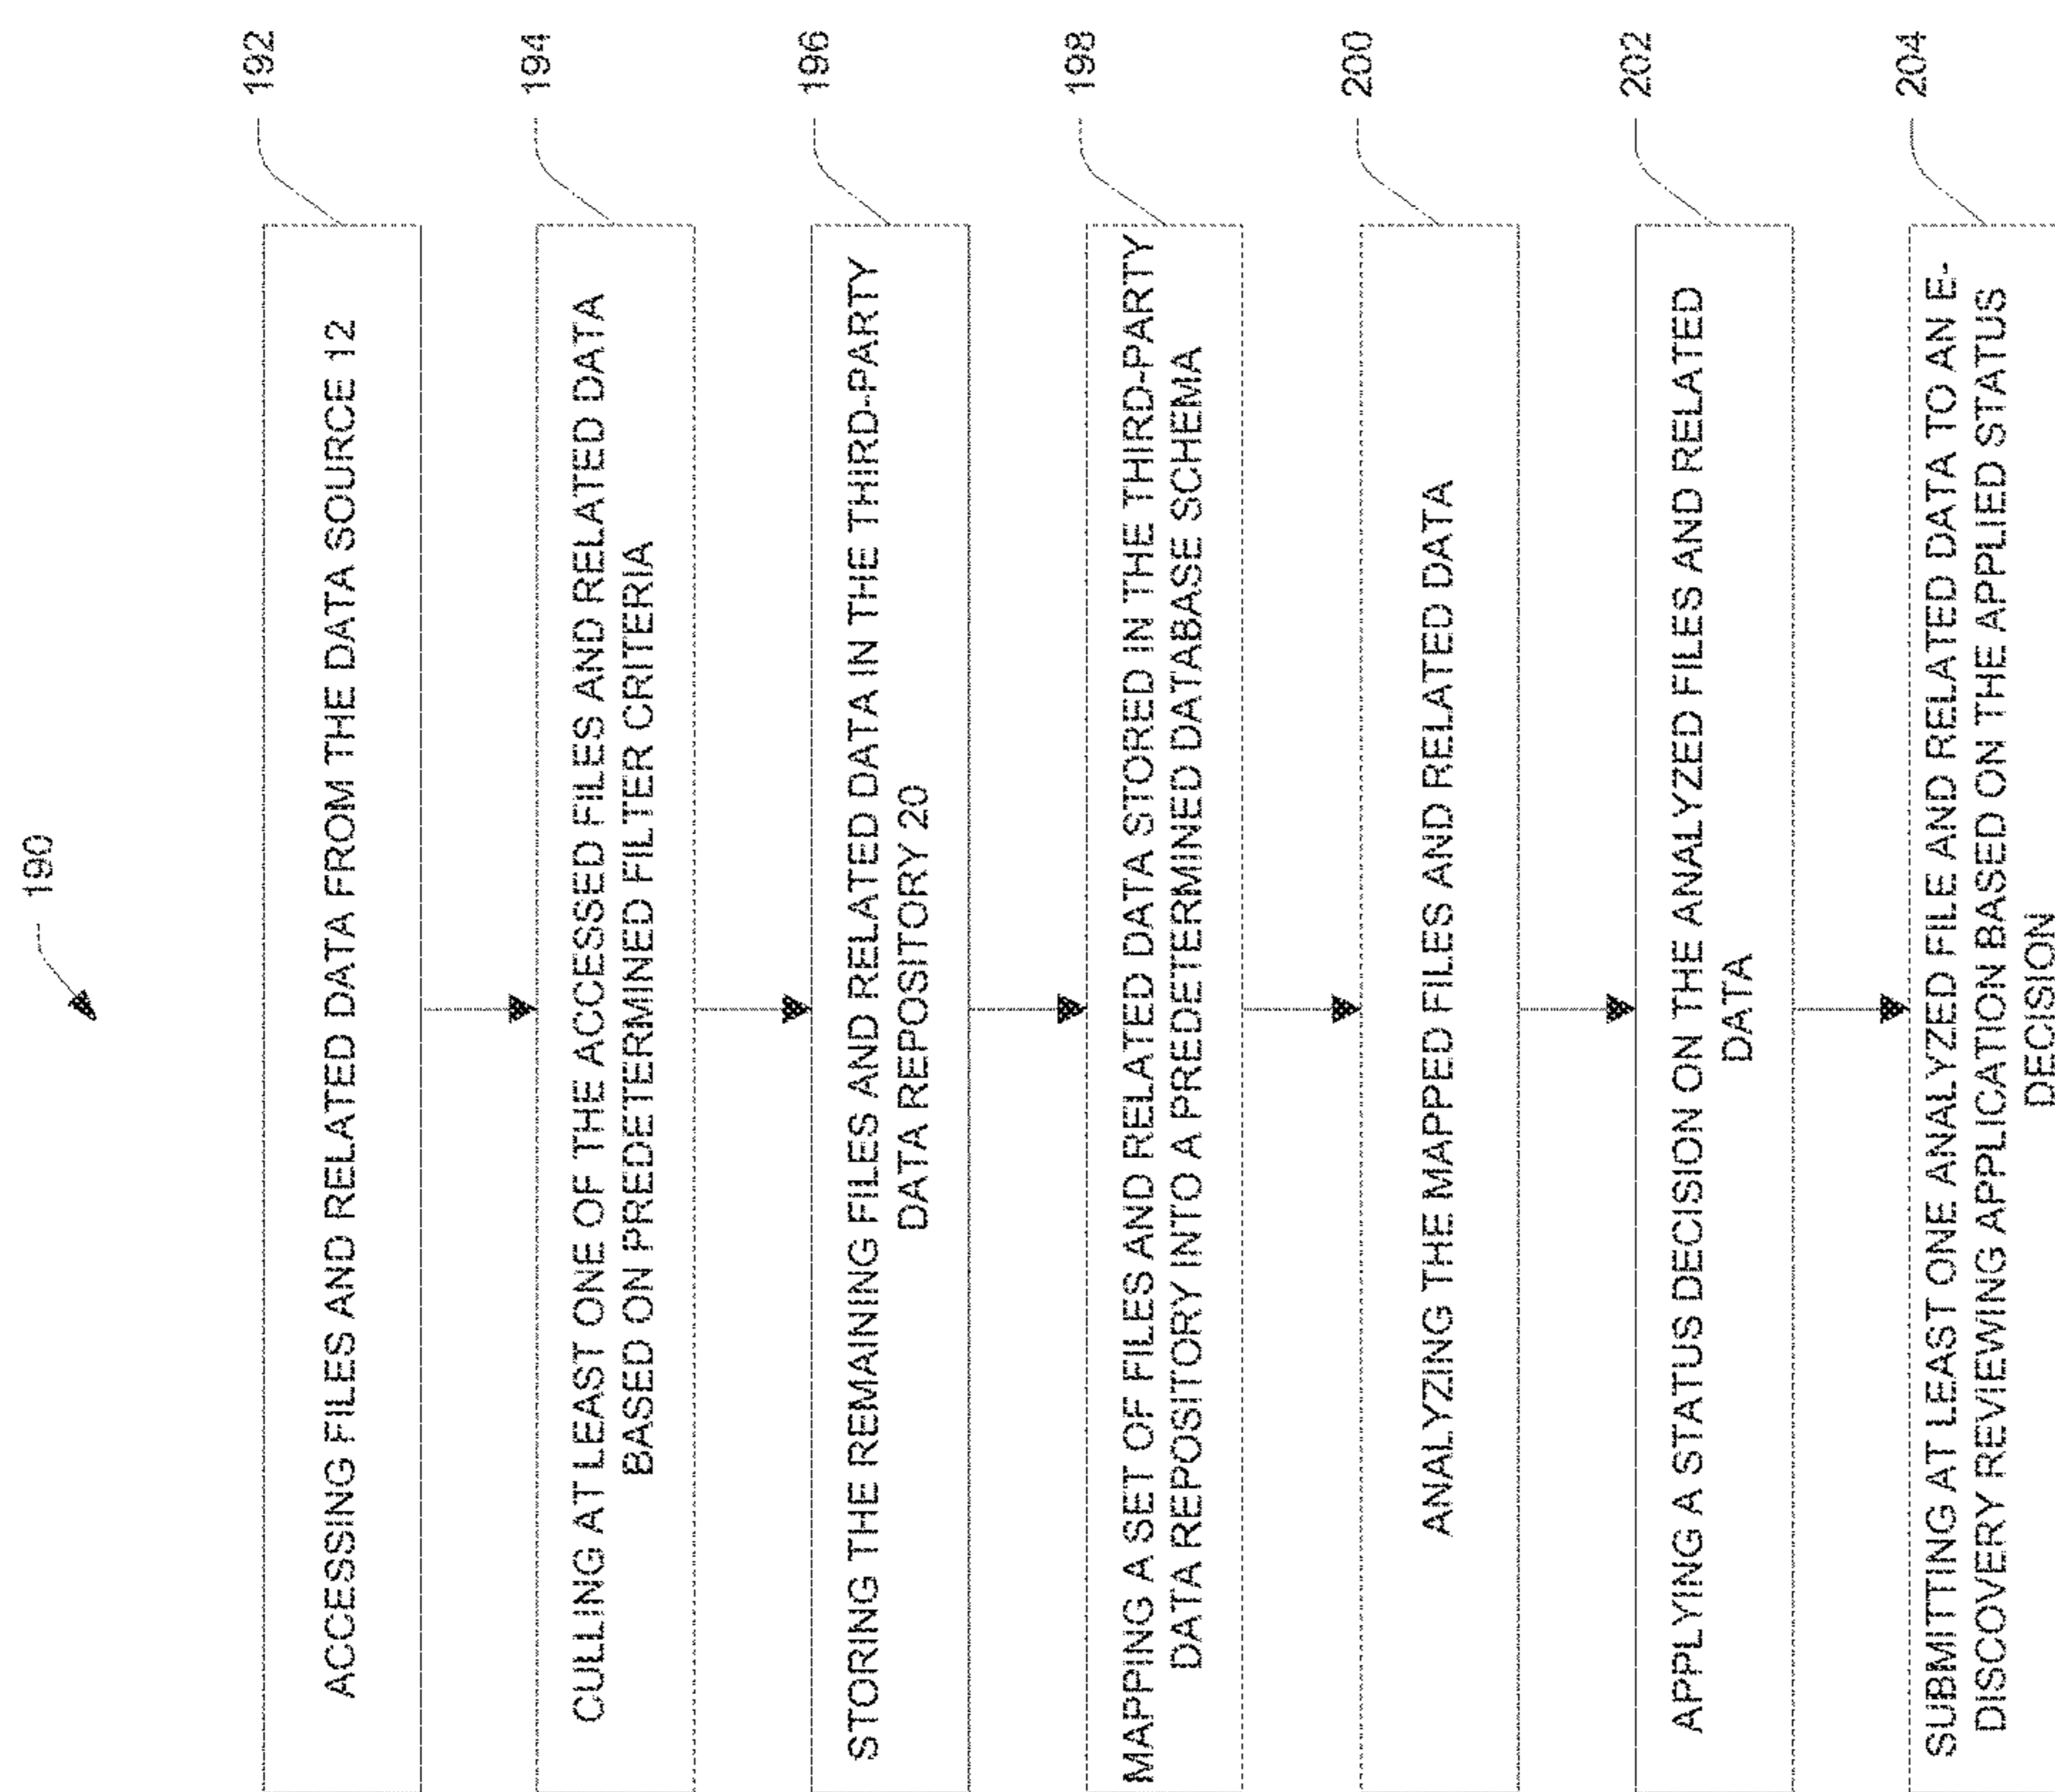 190
192
ACCESSING FILES AND RELATED DATA FROM THE DATA SOURCE 12
194
CULLING AT LEAST ONE OF THE ACCESSED FILES AND RELATED DATA
BASED ON PREDETERMINED FILTER CRITERIA
196
STORING THE REMAINING FILES AND RELATED DATA IN THE THIRD-PARTY
DATA REPOSITORY 20
198
MAPPING A SET OF FILES AND RELATED DATA STORED IN THE THIRD-PARTY
DATA REPOSITORY INTO A PREDETERMINED DATABASE SCHEMA
200
ANALYZING THE MAPPED FILES AND RELATED DATA
202
APPLYING A STATUS DECISION ON THE ANALYZED FILES AND RELATED
DATA
204
SUBMITTING AT LEAST ONE ANALYZED FILE AND RELATED DATA TO AN E-
DISCOVERY REVIEWING APPLICATION BASED ON THE APPLIED STATUS
DECISION